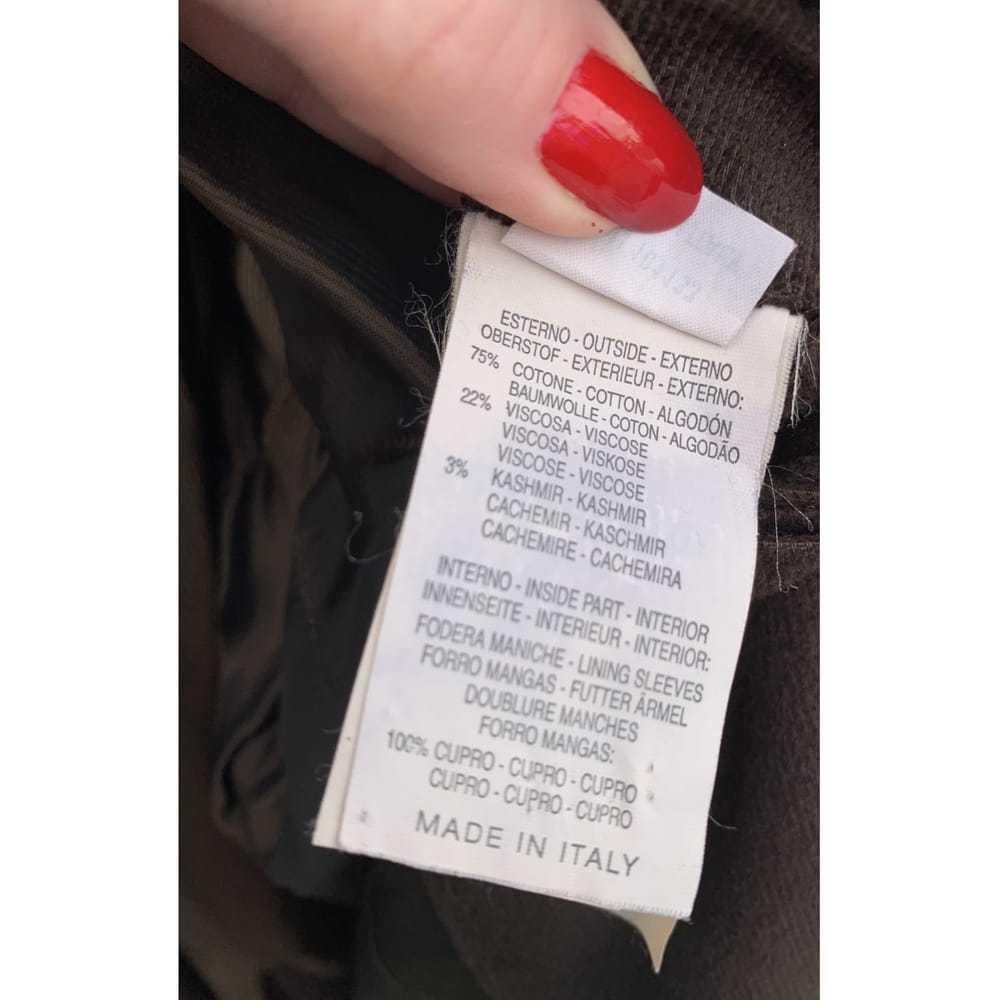 ESTERNO - OUTSIDE - EXTERNO
OBERSTOF - EXTERIEUR - EXTERNO:
75% COTONE - COTTON - ALGODÓN
BAUMWOLLE - COTON - ALGODÃO
22% VISCOSA - VISCOSE
VISCOSA - VISKOSE
VISCOSE - VISCOSE
3% KASHMIR - KASHMIR
CACHEMIR - KASCHMIR
CACHEMIRE - CACHEMIRA
INTERNO - INSIDE PART - INTERIOR
INNENSEITE - INTERIEUR - INTERIOR:
FODERA MANICHE - LINING SLEEVES
FORRO MANGAS - FUTTER ÂRMEL
DOUBLURE MANCHES
FORRO MANGAS:
100% CUPRO - CUPRO - CUPRO
CUPRO - CUPRO - CUPRO
MADE IN ITALY